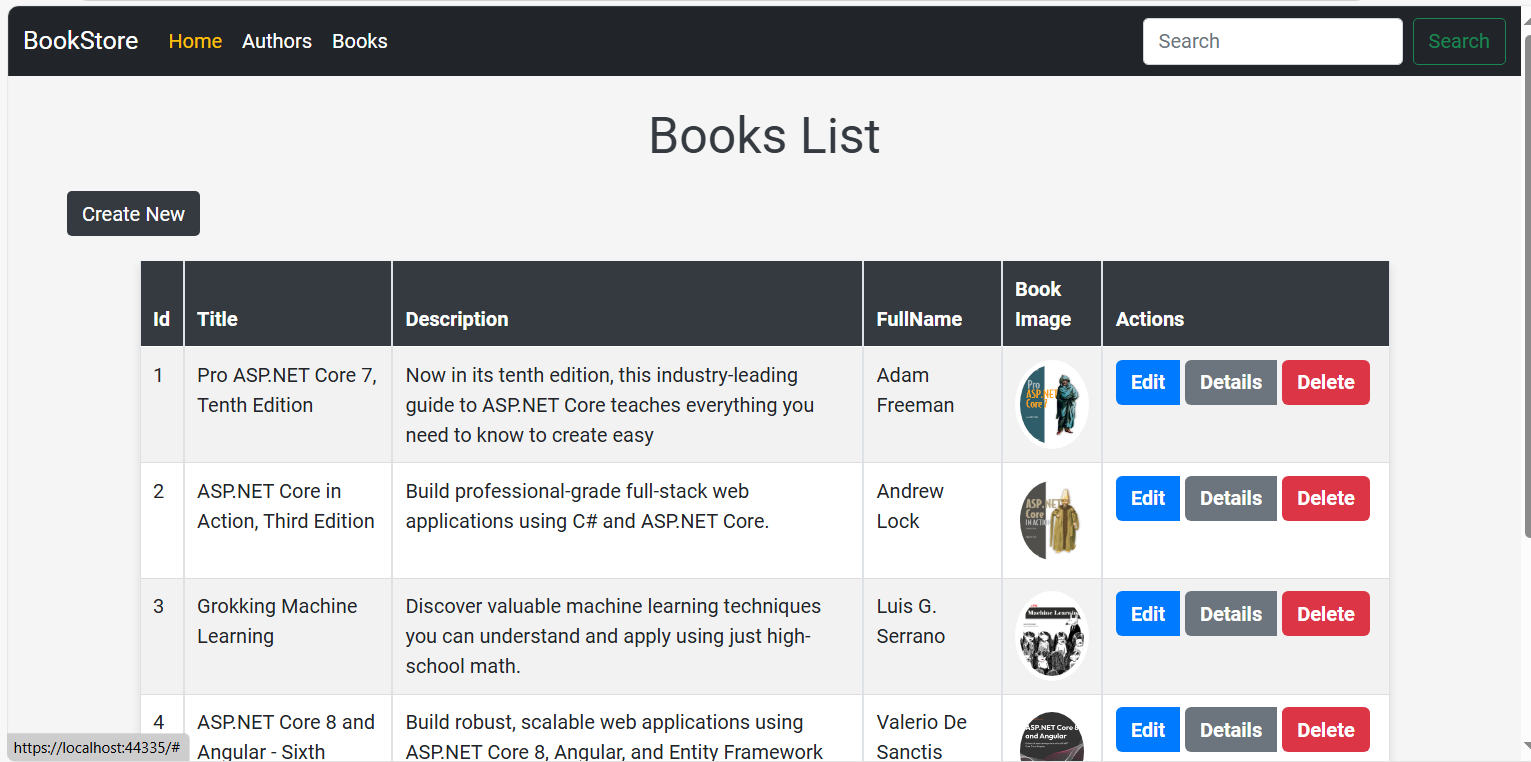 BookStore Home Authors Books Search Search
Books List
Create New
Id Title Description FullName Book Image Actions
1 Pro ASP.NET Core 7, Now in its tenth edition, this industry-leading Adam Edit Details Delete
Tenth Edition guide to ASP.NET Core teaches everything you Freeman
need to know to create easy
Pro
ASP.NET
Core 7
2 ASP.NET Core in Build professional-grade full-stack web Andrew Edit Details Delete
Action, Third Edition applications using C# and ASP.NET Core. Lock
ASP.NET
Core
IN ACTION
3 Grokking Machine Discover valuable machine learning techniques Luis G. Edit Details Delete
Learning you can understand and apply using just high- Serrano
school math.
Machine Learning
4 ASP.NET Core 8 and Build robust, scalable web applications using Valerio De Edit Details Delete
Angular - Sixth ASP.NET Core 8, Angular, and Entity Framework Sanctis
ASP.NET Core 8
and Angular
https://localhost:44335/#